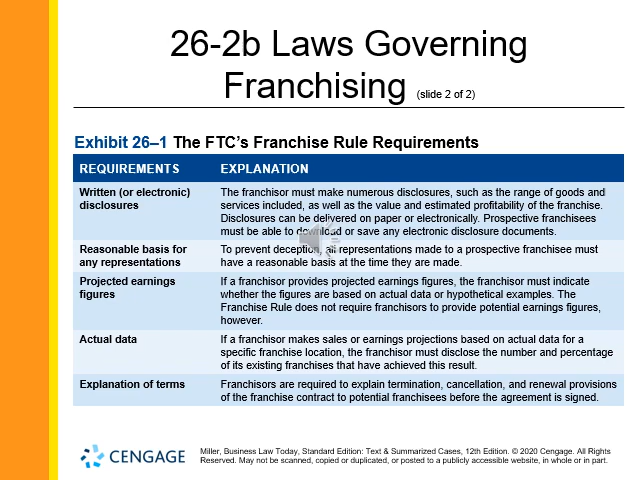 26-2b Laws Governing
Franchising (slide 2 of 2)
Exhibit 26–1 The FTC's Franchise Rule Requirements
REQUIREMENTS EXPLANATION
Written (or electronic) disclosures
The franchisor must make numerous disclosures, such as the range of goods and
services included, as well as the value and estimated profitability of the franchise.
Disclosures can be delivered on paper or electronically. Prospective franchisees
must be able to download or save any electronic disclosure documents.
Reasonable basis for
any representations
To prevent deception, all representations made to a prospective franchisee must
have a reasonable basis at the time they are made.
Projected earnings
figures
If a franchisor provides projected earnings figures, the franchisor must indicate
whether the figures are based on actual data or hypothetical examples. The
Franchise Rule does not require franchisors to provide potential earnings figures,
however.
Actual data
If a franchisor makes sales or earnings projections based on actual data for a
specific franchise location, the franchisor must disclose the number and percentage
of its existing franchises that have achieved this result.
Explanation of terms
Franchisors are required to explain termination, cancellation, and renewal provisions
of the franchise contract to potential franchisees before the agreement is signed.
CENGAGE
Miller, Business Law Today, Standard Edition: Text & Summarized Cases, 12th Edition. © 2020 Cengage. All Rights
Reserved. May not be scanned, copied or duplicated, or posted to a publicly accessible website, in whole or in part.